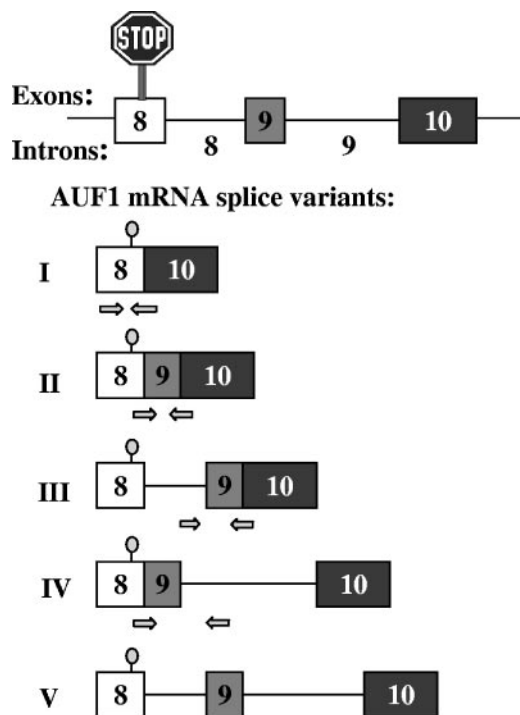 STOP
Exons:
8 9 10
Introns: 8 9
AUF1 mRNA splice variants:
I 8 10
II 8 9 10
III 8 9 10
IV 8 9 10
V 8 9 10